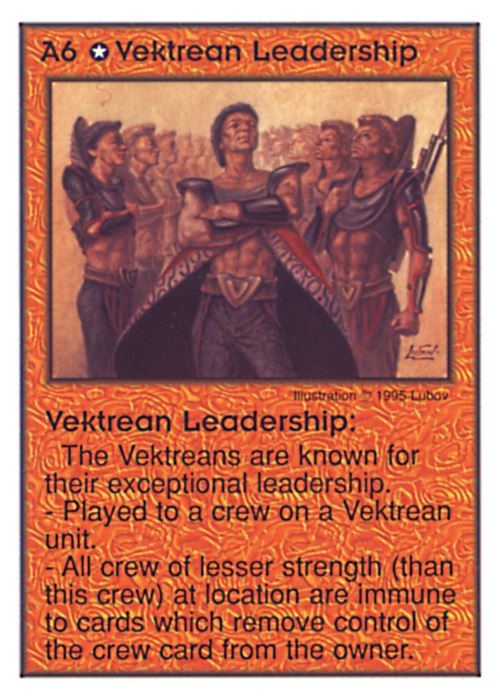 A6 ✪ Vektrean Leadership
Lubov
Illustration © 1995 Lubov
Vektrean Leadership:
The Vektreans are known for
their exceptional leadership.
- Played to a crew on a Vektrean
unit.
- All crew of lesser strength (than
this crew) at location are immune
to cards which remove control of
the crew card from the owner.